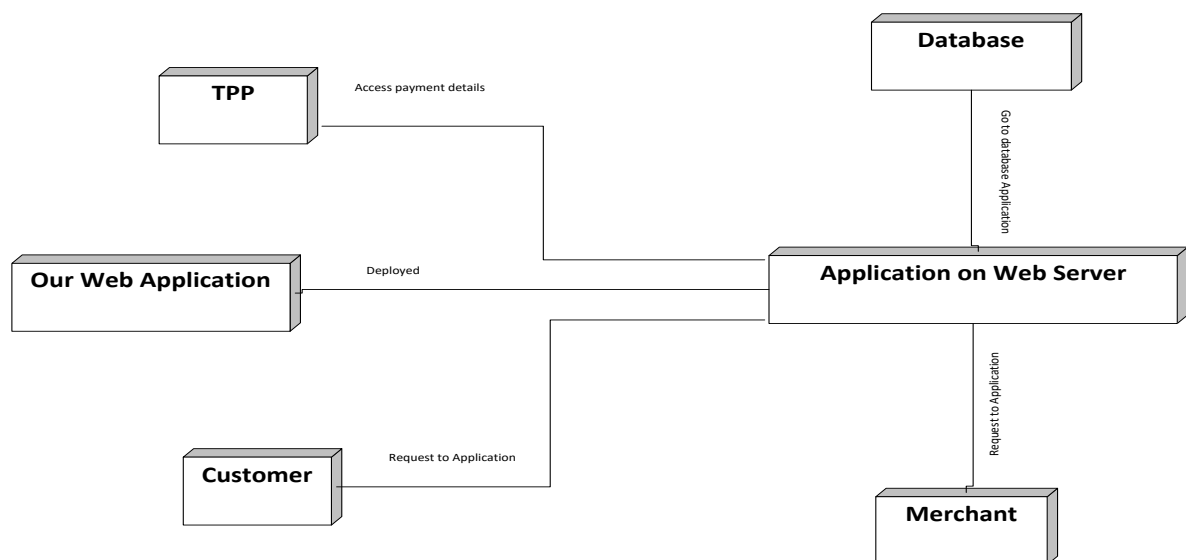 Database
TPP
Access payment details
Go to database Application
Our Web Application
Deployed
Application on Web Server
Request to Application
Customer
Request to Application
Merchant